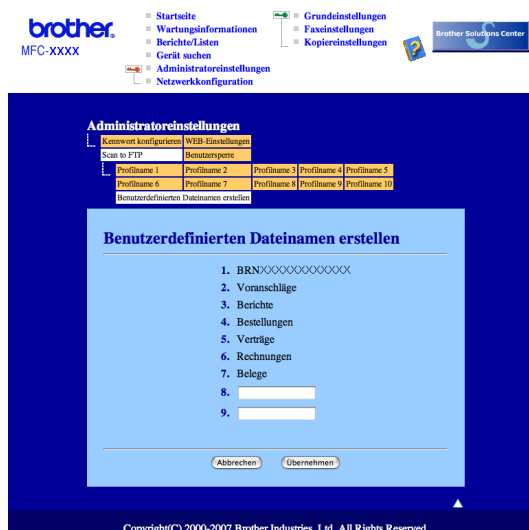 brother.
MFC-XXXX
Startseite
Wartungsinformationen
Berichte/Listen
Gerät suchen
Administratoreinstellungen
Netzwerkkonfiguration
Grundeinstellungen
Faxeinstellungen
Kopiereinstellungen
Brother Solutions Center
Administratoreinstellungen
Kennwort konfigurieren WEB-Einstellungen
Scan to FTP Benutzersperre
Profilname 1 Profilname 2 Profilname 3 Profilname 4 Profilname 5
Profilname 6 Profilname 7 Profilname 8 Profilname 9 Profilname 10
Benutzerdefinierten Dateinamen erstellen
Benutzerdefinierten Dateinamen erstellen
1. BRNXXXXXXXXXXXX
2. Voranschläge
3. Berichte
4. Bestellungen
5. Verträge
6. Rechnungen
7. Belege
8.
9.
Abbrechen Übernehmen
Copyright(C) 2000-2007 Brother Industries, Ltd. All Rights Reserved.